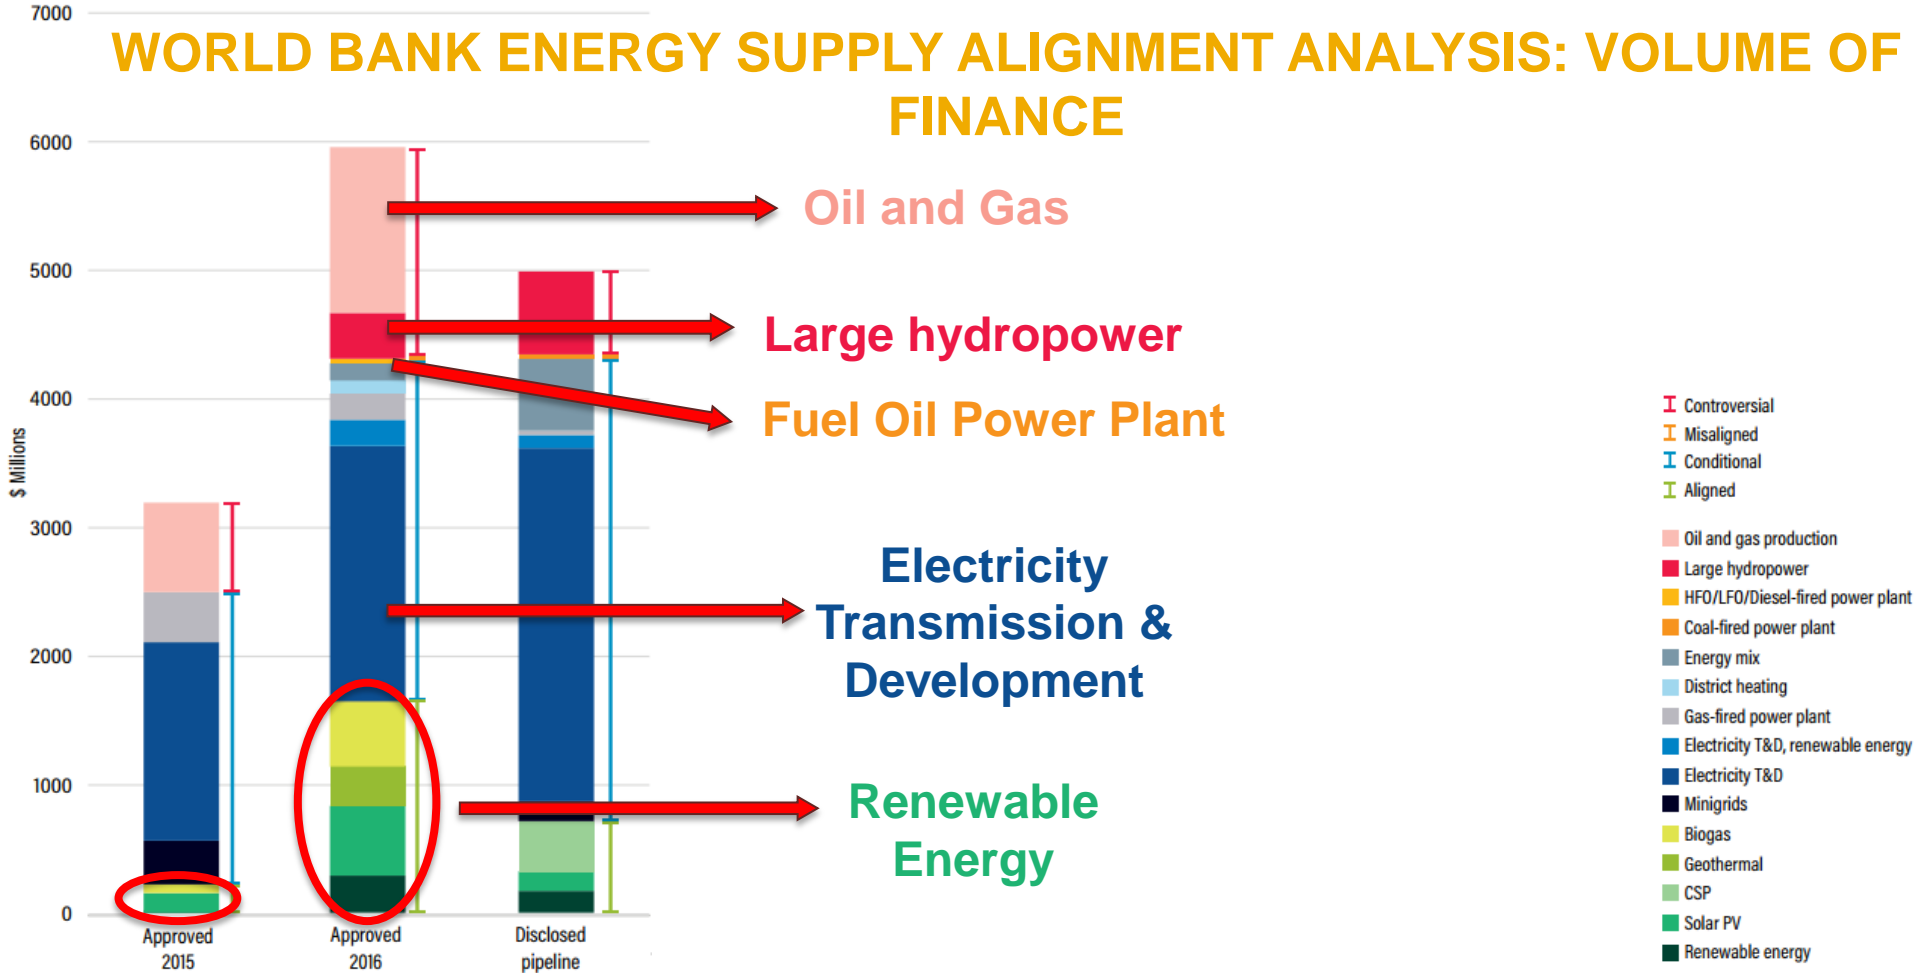 WORLD BANK ENERGY SUPPLY ALIGNMENT ANALYSIS: VOLUME OF
FINANCE
7000
6000
5000
4000
3000
2000
1000
0
$ Millions
Approved
2015
Approved
2016
Disclosed
pipeline
Oil and Gas
Large hydropower
Fuel Oil Power Plant
Electricity
Transmission &
Development
Renewable
Energy
Controversial
Misaligned
Conditional
Aligned
Oil and gas production
Large hydropower
HFO/LFO/Diesel-fired power plant
Coal-fired power plant
Energy mix
District heating
Gas-fired power plant
Electricity T&D, renewable energy
Electricity T&D
Minigrids
Biogas
Geothermal
CSP
Solar PV
Renewable energy